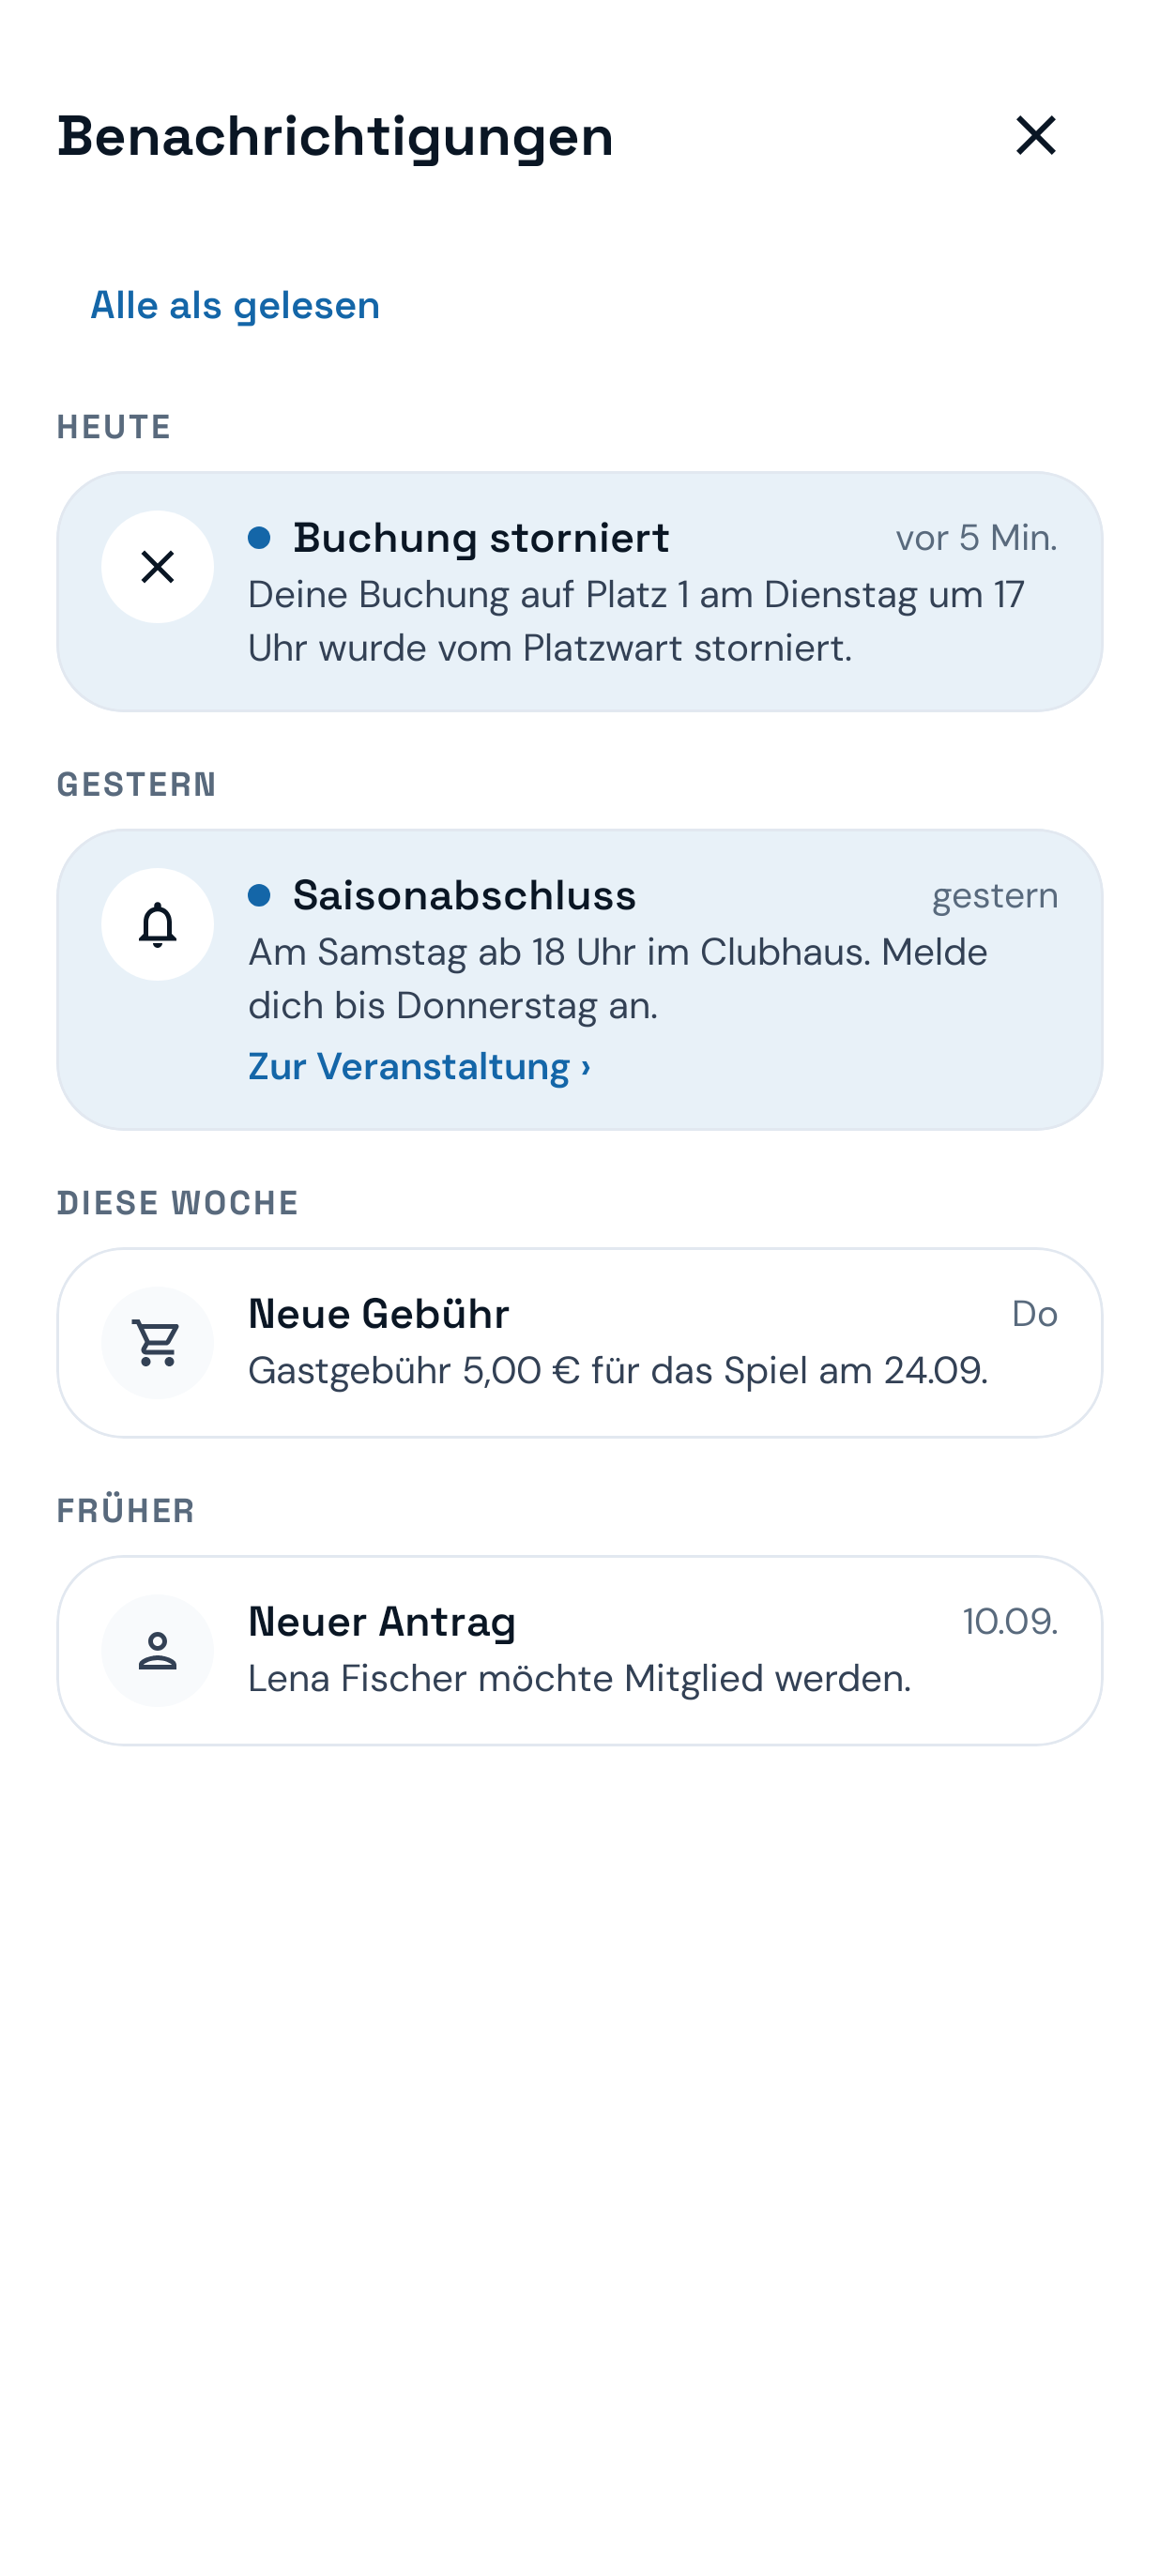 Benachrichtigungen
Alle als gelesen
HEUTE
Buchung storniert vor 5 Min.
Deine Buchung auf Platz 1 am Dienstag um 17
Uhr wurde vom Platzwart storniert.
GESTERN
Saisonabschluss gestern
Am Samstag ab 18 Uhr im Clubhaus. Melde
dich bis Donnerstag an.
Zur Veranstaltung ›
DIESE WOCHE
Neue Gebühr Do
Gastgebühr 5,00 € für das Spiel am 24.09.
FRÜHER
Neuer Antrag 10.09.
Lena Fischer möchte Mitglied werden.